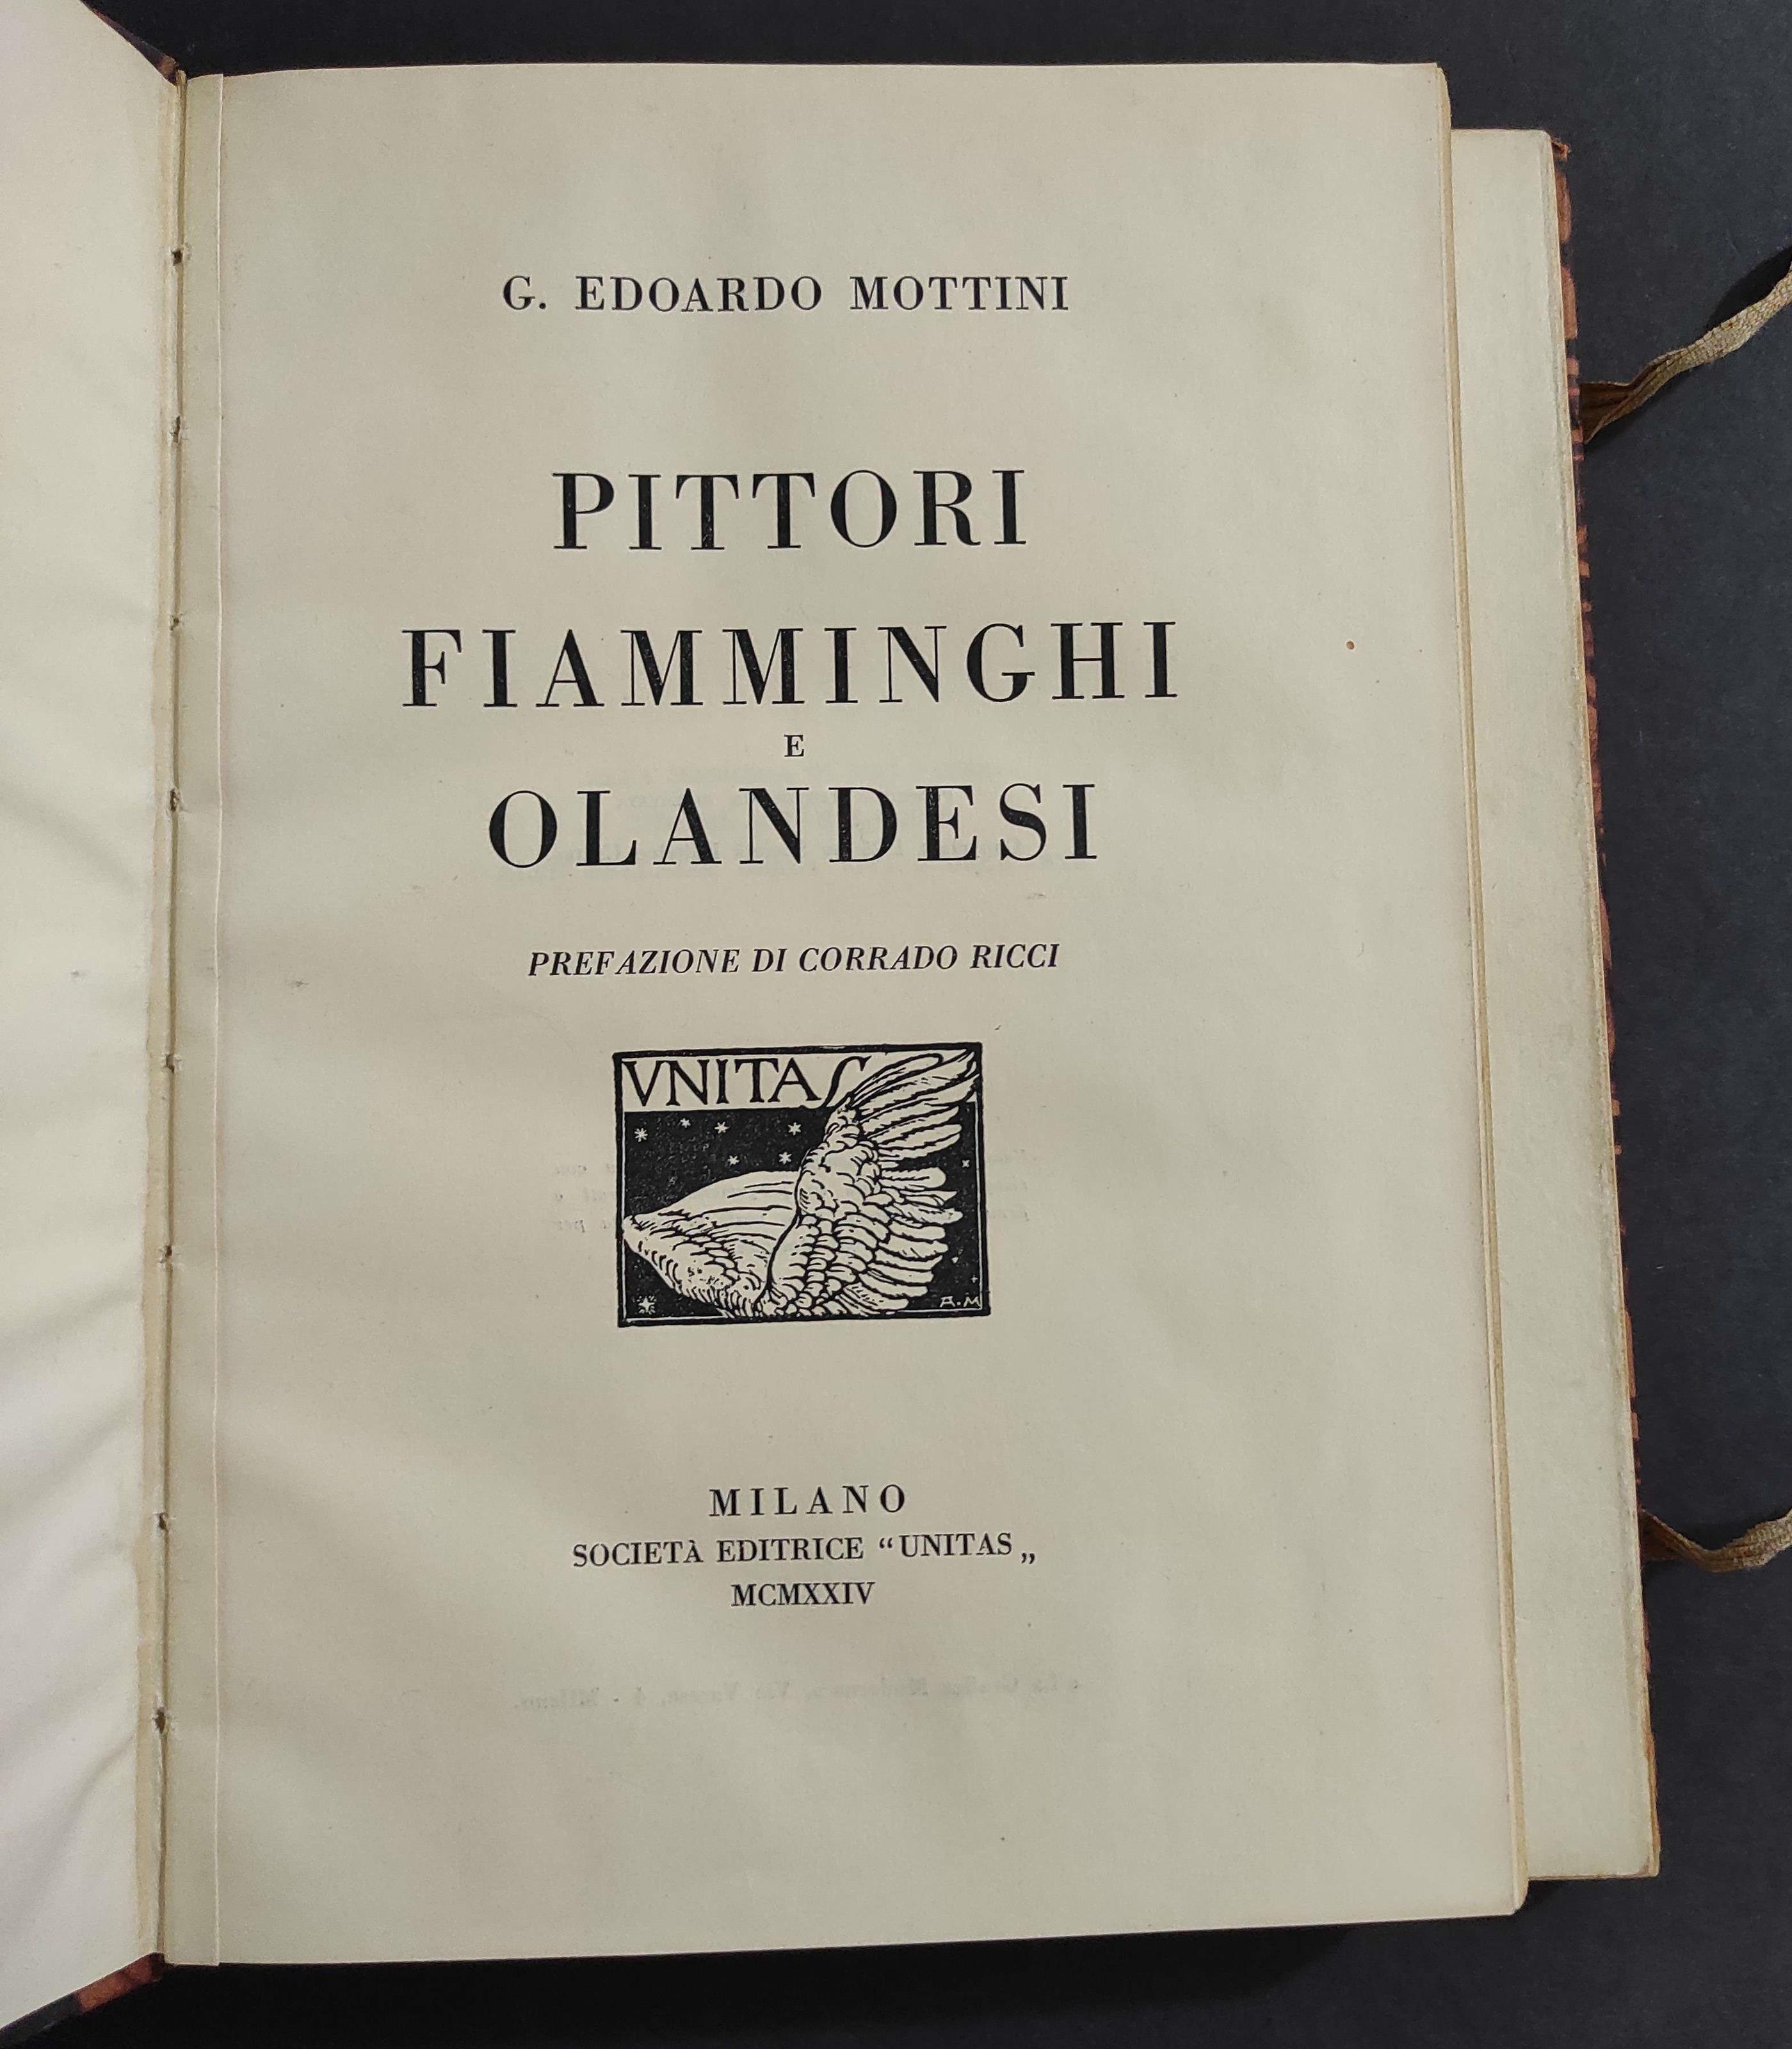 G. EDOARDO MOTTINI
PITTORI
FIAMMINGHI
E
OLANDESI
PREFAZIONE DI CORRADO RICCI
VNITAS
A.M
MILANO
SOCIETÀ EDITRICE “UNITAS„
MCMXXIV